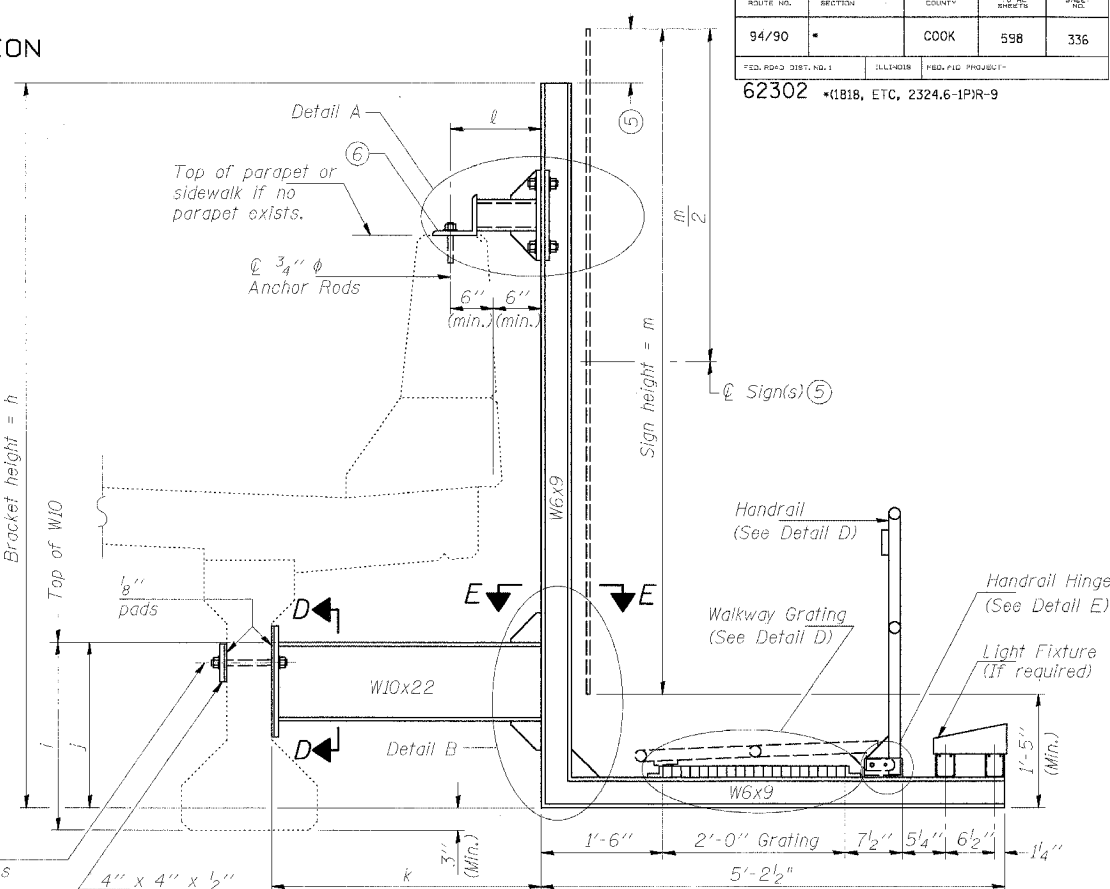 ION
ROUTE NO. SECTION COUNTY SHEETS SHEET NO.
94/90 * COOK 598 336
FED. ROAD DIST. NO. 1 ILLINOIS FED. AID PROJECT-
62302 *(1818, ETC, 2324.6-1P)R-9
Detail A
ℓ
5
6
Top of parapet or
sidewalk if no
parapet exists.
m/2
℄ 3/4" ϕ
Anchor Rods
6" 6"
(min.) (min.)
Sign height = m
℄ Sign(s) 5
Bracket height = h
W6x9
Handrail
(See Detail D)
Top of W10
1/8"
pads
D
E E
Handrail Hinge
(See Detail E)
Walkway Grating
(See Detail D)
Light Fixture
(If required)
W10x22
i
j
D
Detail B
1'-5"
(Min.)
W6x9
3"
(Min.)
1'-6" 2'-0" Grating 7 1/2" 5 1/4" 6 1/2" 1 1/4"
s
4" x 4" x 1/2"
k
5'-2 1/2"